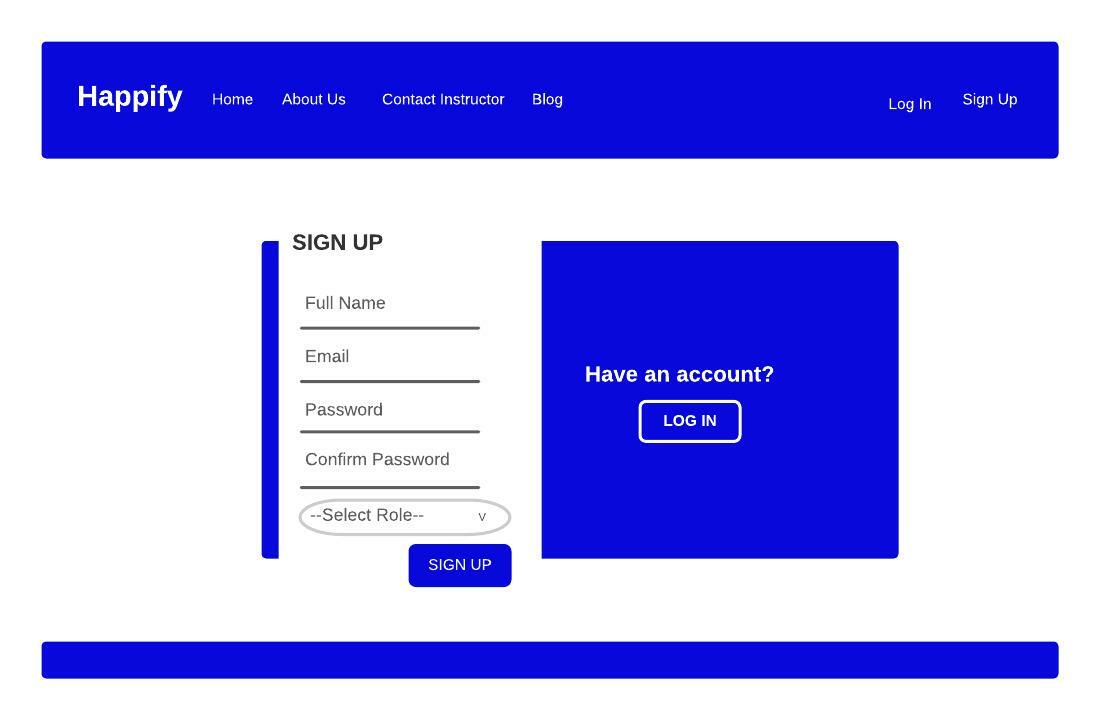 Happify Home About Us Contact Instructor Blog Log In Sign Up
SIGN UP
Full Name
Email
Password
Confirm Password
--Select Role-- V
SIGN UP
Have an account?
LOG IN